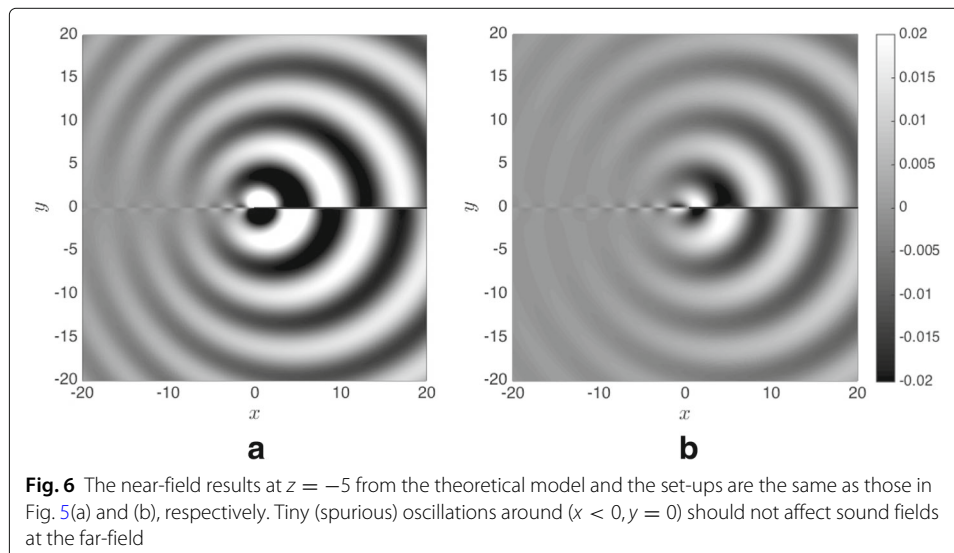 20
15
10
5
0
-5
-10
-15
-20
y
-20 -10 0 10 20
x
a
20
15
10
5
0
-5
-10
-15
-20
y
-20 -10 0 10 20
x
b
0.02
0.015
0.01
0.005
0
-0.005
-0.01
-0.015
-0.02
Fig. 6 The near-field results at z = −5 from the theoretical model and the set-ups are the same as those in
Fig. 5(a) and (b), respectively. Tiny (spurious) oscillations around (x < 0, y = 0) should not affect sound fields
at the far-field